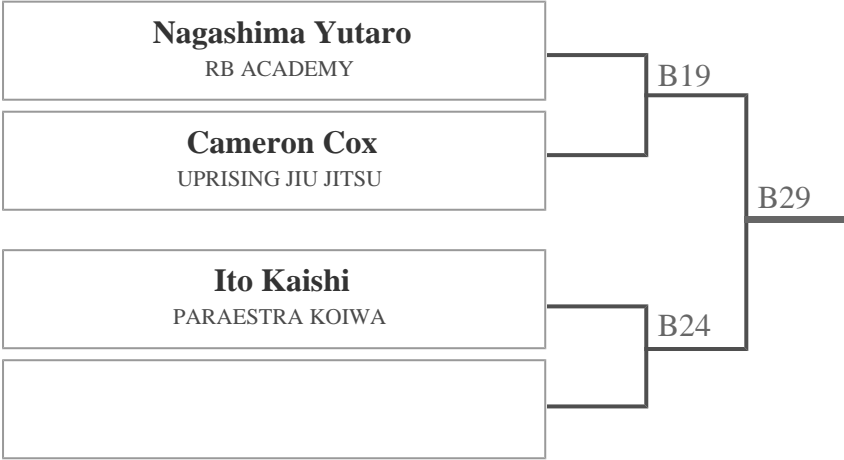 Nagashima Yutaro
RB ACADEMY
B19
Cameron Cox
UPRISING JIU JITSU
B29
Ito Kaishi
PARAESTRA KOIWA
B24